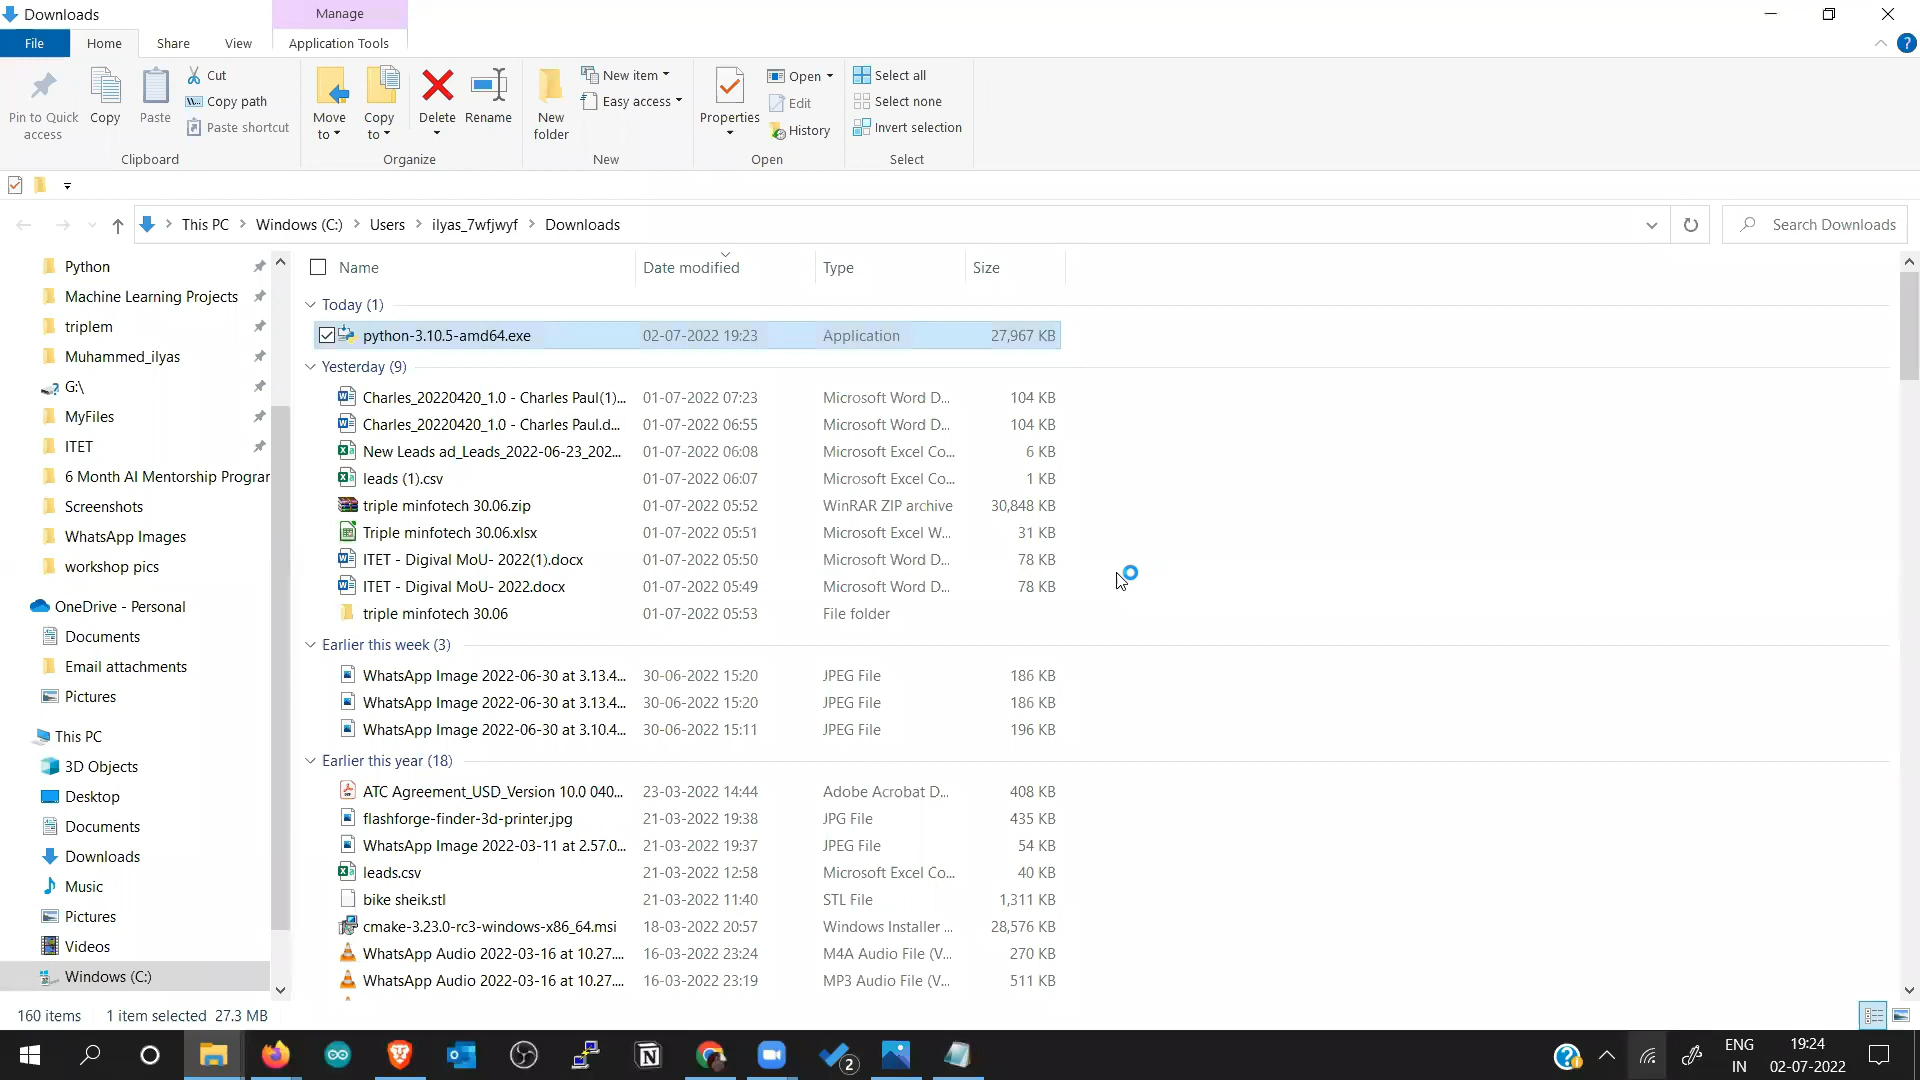 Downloads
Manage
File
Home
Share
View
Application Tools
Pin to Quick access
Copy
Paste
Cut
Copy path
Paste shortcut
Clipboard
Move to
Copy to
Delete
Rename
Organize
New folder
New item
Easy access
New
Properties
Open
Edit
History
Open
Select all
Select none
Invert selection
Select
This PC > Windows (C:) > Users > ilyas_7wfjwyf > Downloads
Search Downloads
Python
Machine Learning Projects
triplem
Muhammed_ilyas
G:\
MyFiles
ITET
6 Month AI Mentorship Progran
Screenshots
WhatsApp Images
workshop pics
OneDrive - Personal
Documents
Email attachments
Pictures
This PC
3D Objects
Desktop
Documents
Downloads
Music
Pictures
Videos
Windows (C:)
Name Date modified Type Size
Today (1)
python-3.10.5-amd64.exe 02-07-2022 19:23 Application 27,967 KB
Yesterday (9)
Charles_20220420_1.0 - Charles Paul(1)... 01-07-2022 07:23 Microsoft Word D... 104 KB
Charles_20220420_1.0 - Charles Paul.d... 01-07-2022 06:55 Microsoft Word D... 104 KB
New Leads ad_Leads_2022-06-23_202... 01-07-2022 06:08 Microsoft Excel Co... 6 KB
leads (1).csv 01-07-2022 06:07 Microsoft Excel Co... 1 KB
triple minfotech 30.06.zip 01-07-2022 05:52 WinRAR ZIP archive 30,848 KB
Triple minfotech 30.06.xlsx 01-07-2022 05:51 Microsoft Excel W... 31 KB
ITET - Digival MoU- 2022(1).docx 01-07-2022 05:50 Microsoft Word D... 78 KB
ITET - Digival MoU- 2022.docx 01-07-2022 05:49 Microsoft Word D... 78 KB
triple minfotech 30.06 01-07-2022 05:53 File folder
Earlier this week (3)
WhatsApp Image 2022-06-30 at 3.13.4... 30-06-2022 15:20 JPEG File 186 KB
WhatsApp Image 2022-06-30 at 3.13.4... 30-06-2022 15:20 JPEG File 186 KB
WhatsApp Image 2022-06-30 at 3.10.4... 30-06-2022 15:11 JPEG File 196 KB
Earlier this year (18)
ATC Agreement_USD_Version 10.0 040... 23-03-2022 14:44 Adobe Acrobat D... 408 KB
flashforge-finder-3d-printer.jpg 21-03-2022 19:38 JPG File 435 KB
WhatsApp Image 2022-03-11 at 2.57.0... 21-03-2022 19:37 JPEG File 54 KB
leads.csv 21-03-2022 12:58 Microsoft Excel Co... 40 KB
bike sheik.stl 21-03-2022 11:40 STL File 1,311 KB
cmake-3.23.0-rc3-windows-x86_64.msi 18-03-2022 20:57 Windows Installer ... 28,576 KB
WhatsApp Audio 2022-03-16 at 10.27.... 16-03-2022 23:24 M4A Audio File (V... 270 KB
WhatsApp Audio 2022-03-16 at 10.27.... 16-03-2022 23:19 MP3 Audio File (V... 511 KB
160 items 1 item selected 27.3 MB
2
ENG
IN
19:24
02-07-2022